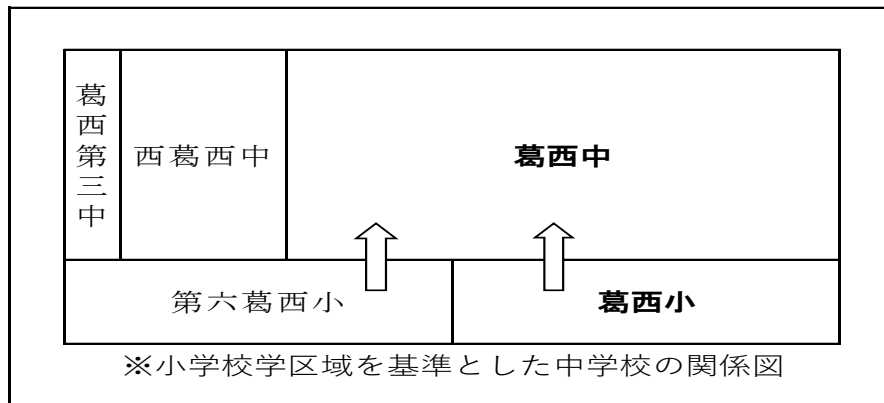 葛西第三中
西葛西中
葛西中
第六葛西小
葛西小
※小学校学区域を基準とした中学校の関係図